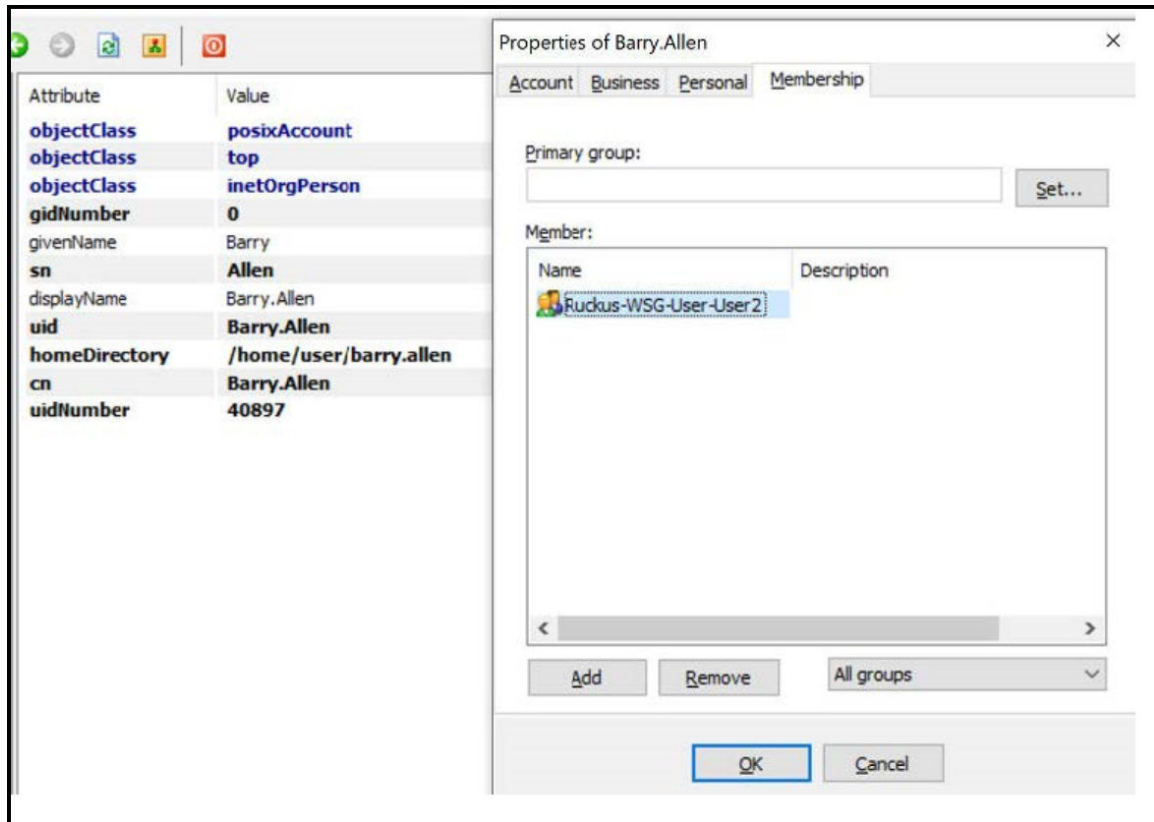 Attribute Value
objectClass posixAccount
objectClass top
objectClass inetOrgPerson
gidNumber 0
givenName Barry
sn Allen
displayName Barry.Allen
uid Barry.Allen
homeDirectory /home/user/barry.allen
cn Barry.Allen
uidNumber 40897
Properties of Barry.Allen
Account Business Personal Membership
Primary group:
Set...
Member:
Name Description
Ruckus-WSG-User-User2
Add Remove All groups
OK Cancel